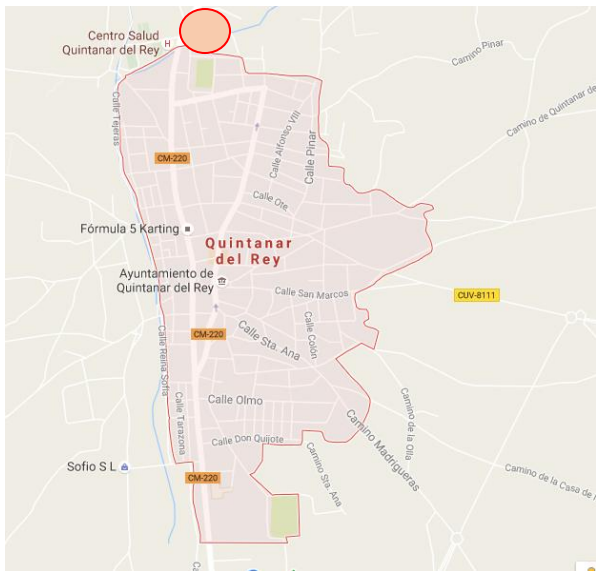 Centro Salud
Quintanar del Rey
H
Camino Pinar
Camino de Quintanar de
Calle Tejeras
Calle Alfonso VIII
Calle Pinar
CM-220
Calle Ote.
Fórmula 5 Karting
Quintanar
del Rey
Ayuntamiento de
Quintanar del Rey
Calle San Marcos
CUV-8111
Calle Colón
CM-220
Calle Sta. Ana
Calle Reina Sofía
Calle Tarazona
Calle Olmo
Camino de la Olla
Camino Madrigueras
Calle Don Quijote
Camino Sta. Ana
Sofio S L
CM-220
Camino de la Casa de